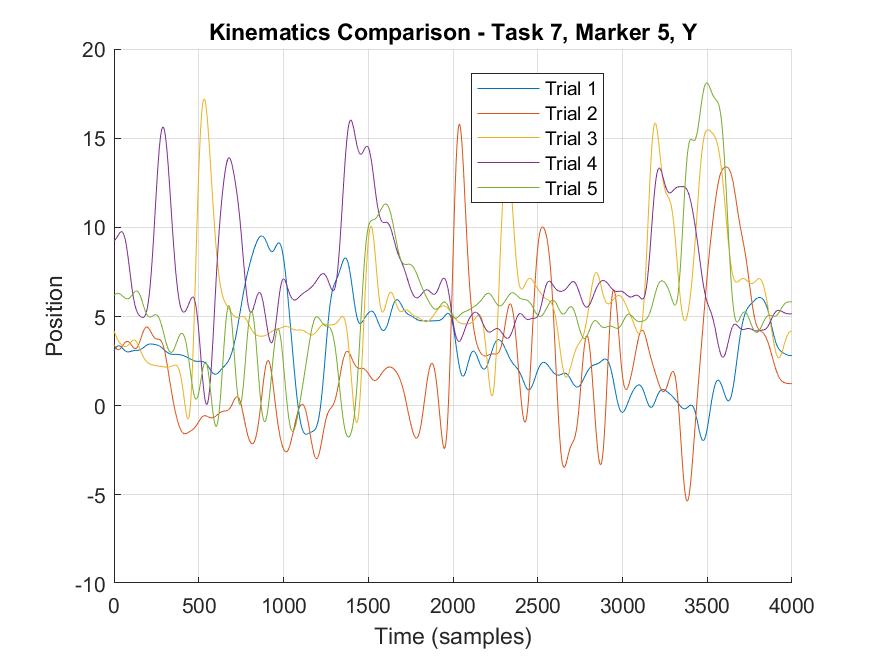 Kinematics Comparison - Task 7, Marker 5, Y
20
15
10
5
0
-5
-10
Position
Trial 1
Trial 2
Trial 3
Trial 4
Trial 5
0 500 1000 1500 2000 2500 3000 3500 4000
Time (samples)